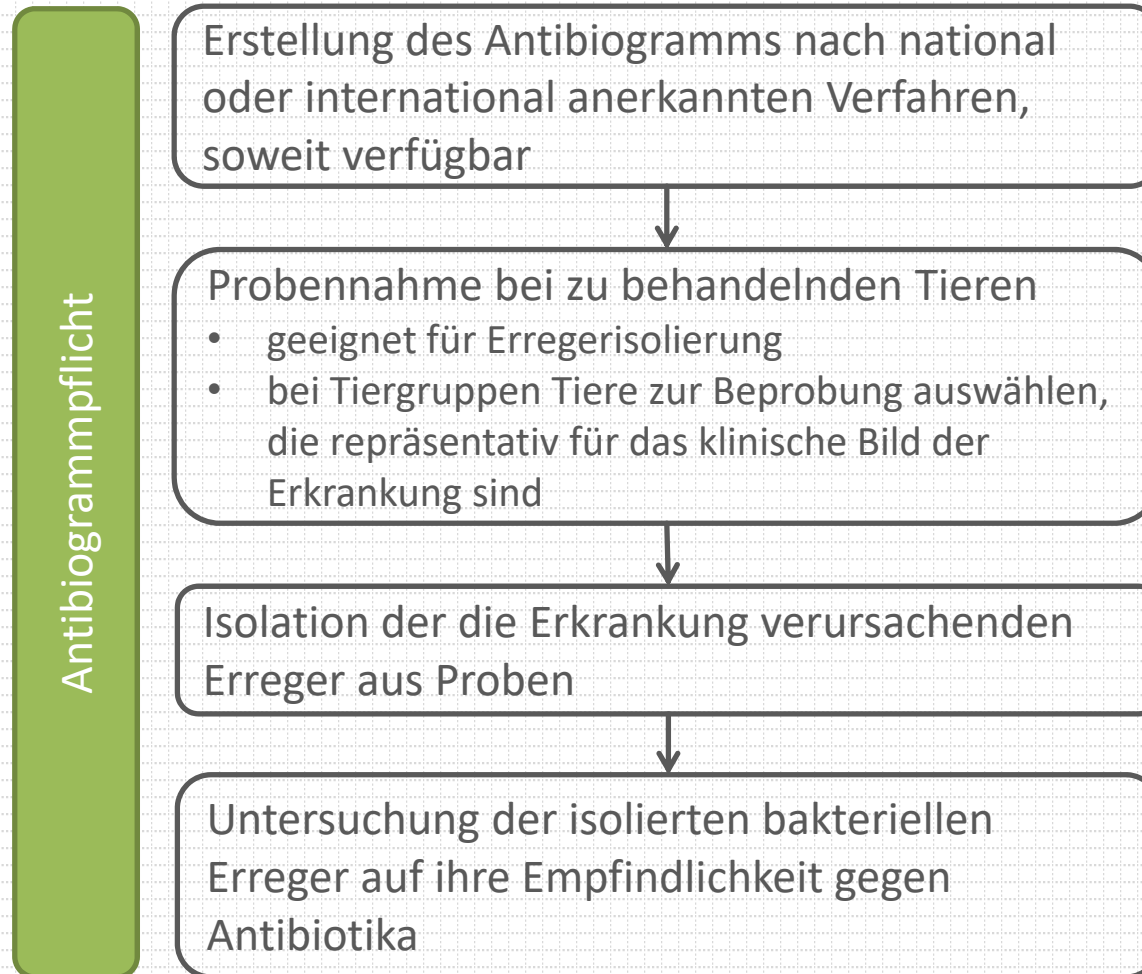 Antibiogrammpflicht
Erstellung des Antibiogramms nach national
oder international anerkannten Verfahren,
soweit verfügbar
Probennahme bei zu behandelnden Tieren
• geeignet für Erregerisolierung
• bei Tiergruppen Tiere zur Beprobung auswählen,
die repräsentativ für das klinische Bild der
Erkrankung sind
Isolation der die Erkrankung verursachenden
Erreger aus Proben
Untersuchung der isolierten bakteriellen
Erreger auf ihre Empfindlichkeit gegen
Antibiotika